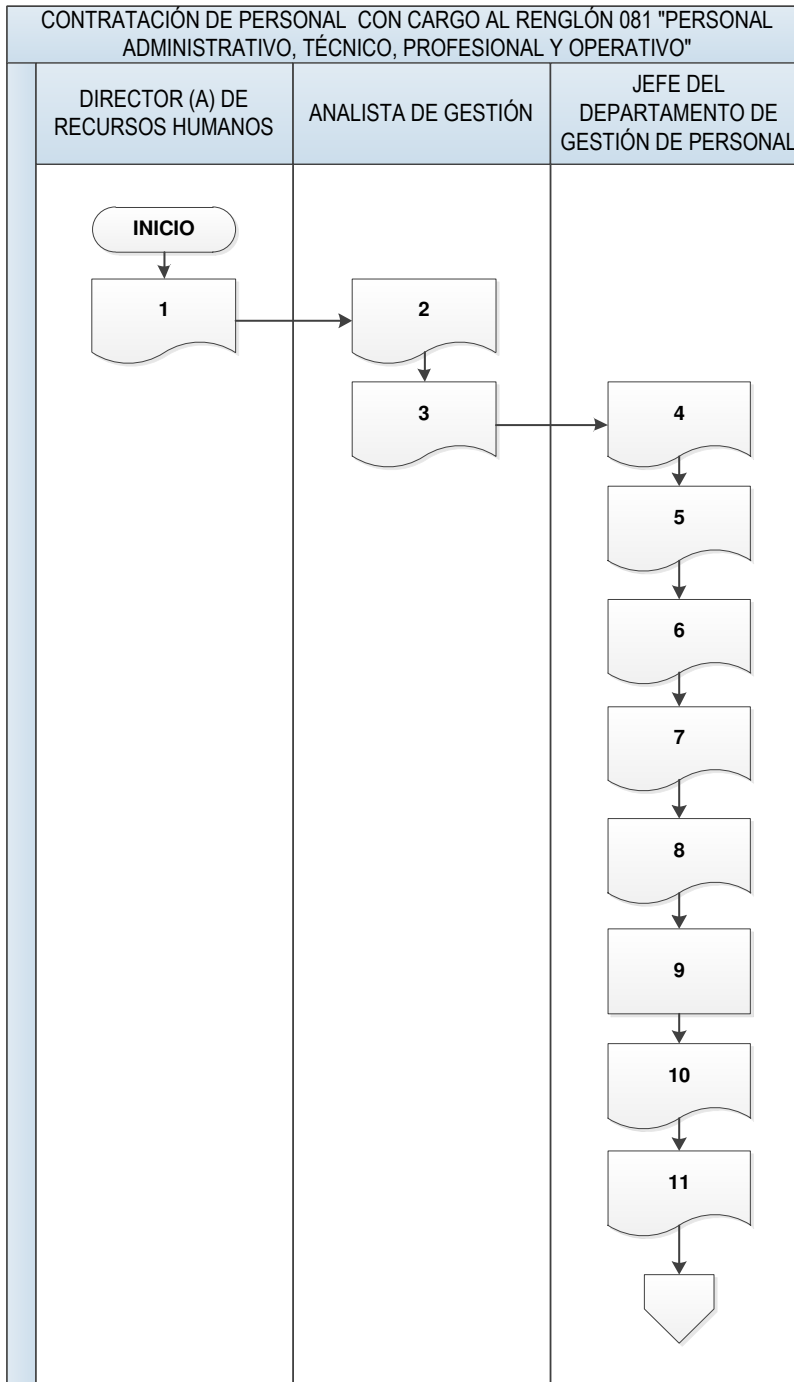 CONTRATACIÓN DE PERSONAL  CON CARGO AL RENGLÓN 081 "PERSONAL
ADMINISTRATIVO, TÉCNICO, PROFESIONAL Y OPERATIVO"
DIRECTOR (A) DE
RECURSOS HUMANOS
ANALISTA DE GESTIÓN
JEFE DEL
DEPARTAMENTO DE
GESTIÓN DE PERSONAL
INICIO
1
2
3
4
5
6
7
8
9
10
11